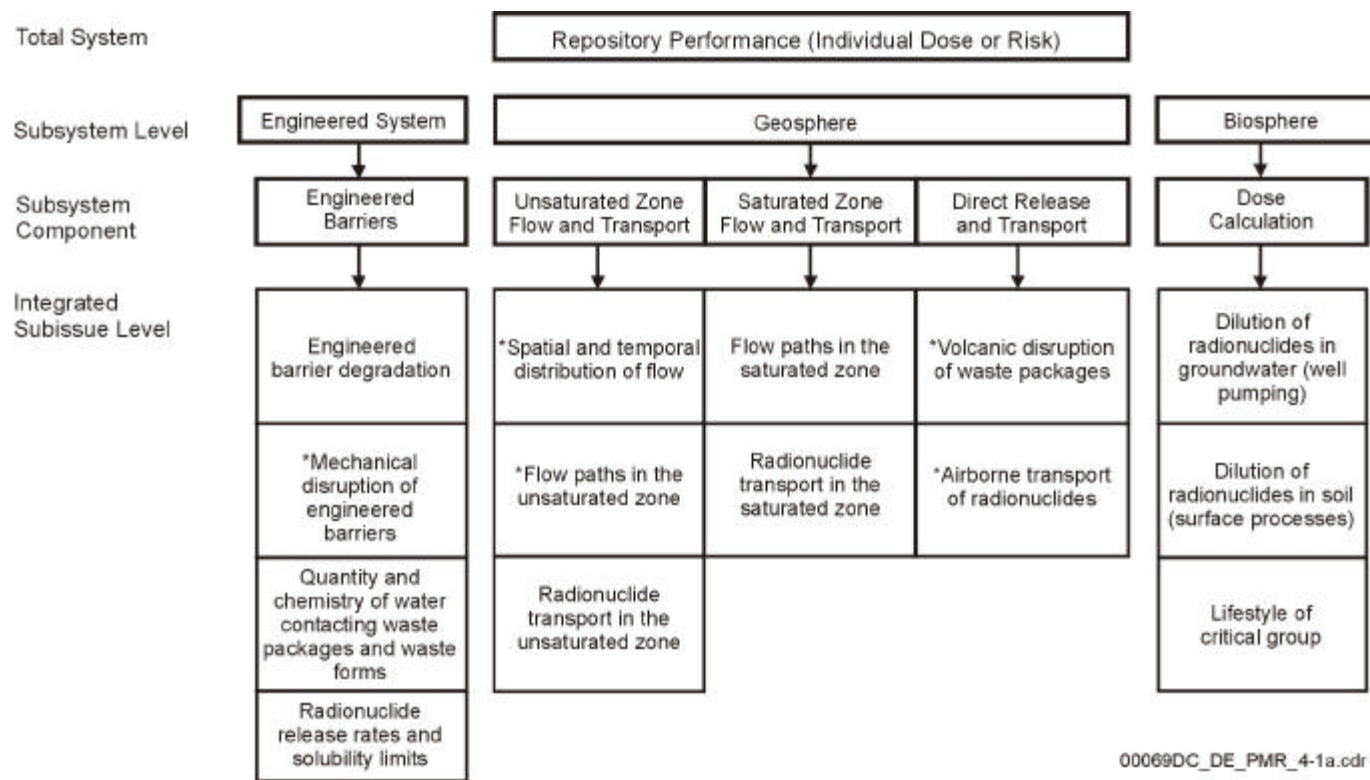 Total System
Repository Performance (Individual Dose or Risk)
Subsystem Level
Engineered System
Geosphere
Biosphere
Subsystem
Component
Engineered
Barriers
Unsaturated Zone
Flow and Transport
Saturated Zone
Flow and Transport
Direct Release
and Transport
Dose
Calculation
Integrated
Subissue Level
Engineered
barrier degradation
*Mechanical
disruption of
engineered
barriers
Quantity and
chemistry of water
contacting waste
packages and waste
forms
Radionuclide
release rates and
solubility limits
*Spatial and temporal
distribution of flow
*Flow paths in the
unsaturated zone
Radionuclide
transport in the
unsaturated zone
Flow paths in the
saturated zone
Radionuclide
transport in the
saturated zone
*Volcanic disruption
of waste packages
*Airborne transport
of radionuclides
Dilution of
radionuclides in
groundwater (well
pumping)
Dilution of
radionuclides in soil
(surface processes)
Lifestyle of
critical group
00069DC_DE_PMR_4-1a.cdr